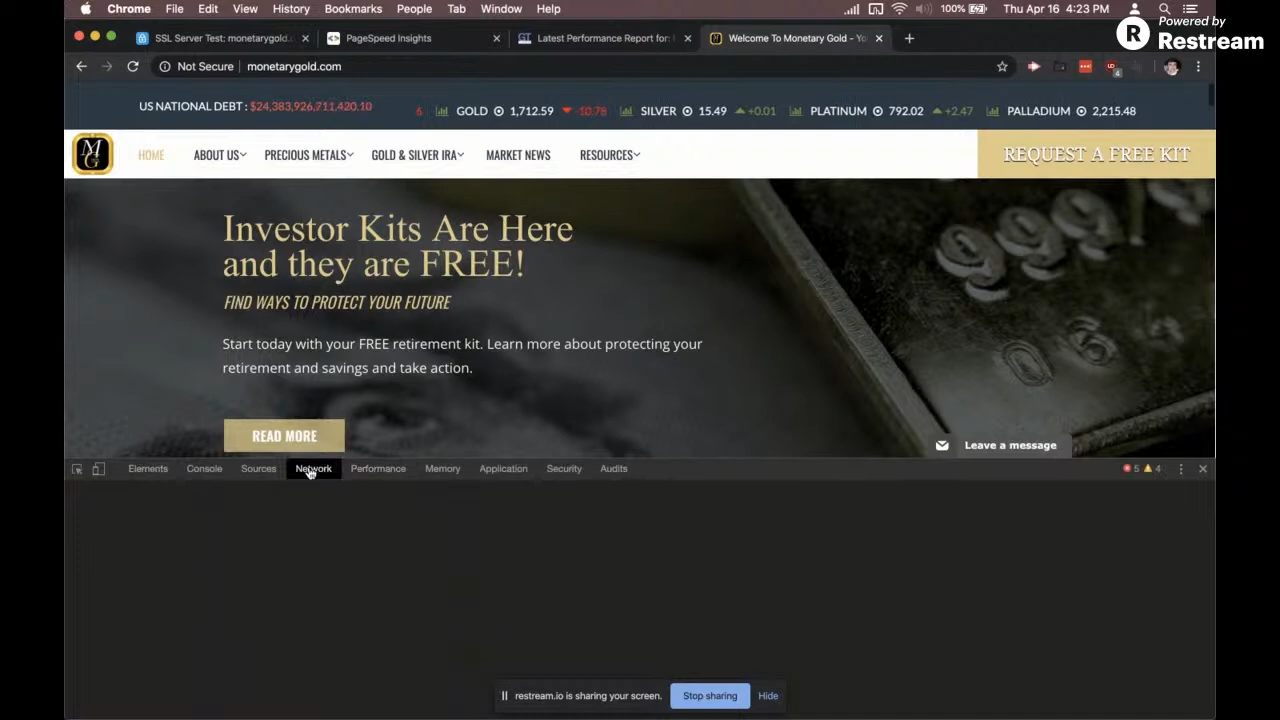 Chrome File Edit View History Bookmarks People Tab Window Help 100% Thu Apr 16 4:23 PM
Powered by
Restream
SSL Server Test: monetarygold. PageSpeed Insights GT Latest Performance Report for: Welcome To Monetary Gold - Yo
Not Secure monetarygold.com
US NATIONAL DEBT : $24,383,926,711,420.10
6 GOLD 1,712.59 -10.78 SILVER 15.49 +0.01 PLATINUM 792.02 +2.47 PALLADIUM 2,215.48
MG HOME ABOUT US PRECIOUS METALS GOLD & SILVER IRA MARKET NEWS RESOURCES REQUEST A FREE KIT
Investor Kits Are Here
and they are FREE!
FIND WAYS TO PROTECT YOUR FUTURE
Start today with your FREE retirement kit. Learn more about protecting your
retirement and savings and take action.
READ MORE
Leave a message
Elements Console Sources Network Performance Memory Application Security Audits 5 4
restream.io is sharing your screen. Stop sharing Hide